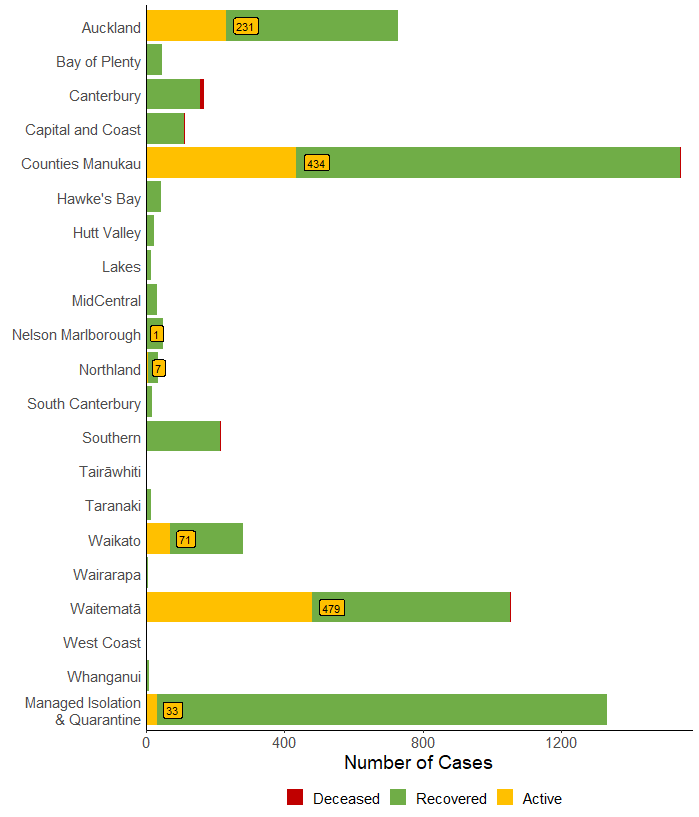 Auckland
231
Bay of Plenty
Canterbury
Capital and Coast
Counties Manukau
434
Hawke's Bay
Hutt Valley
Lakes
MidCentral
Nelson Marlborough
1
Northland
7
South Canterbury
Southern
Tairāwhiti
Taranaki
Waikato
71
Wairarapa
Waitematā
479
West Coast
Whanganui
Managed Isolation
& Quarantine
33
0 400 800 1200
Number of Cases
Deceased Recovered Active